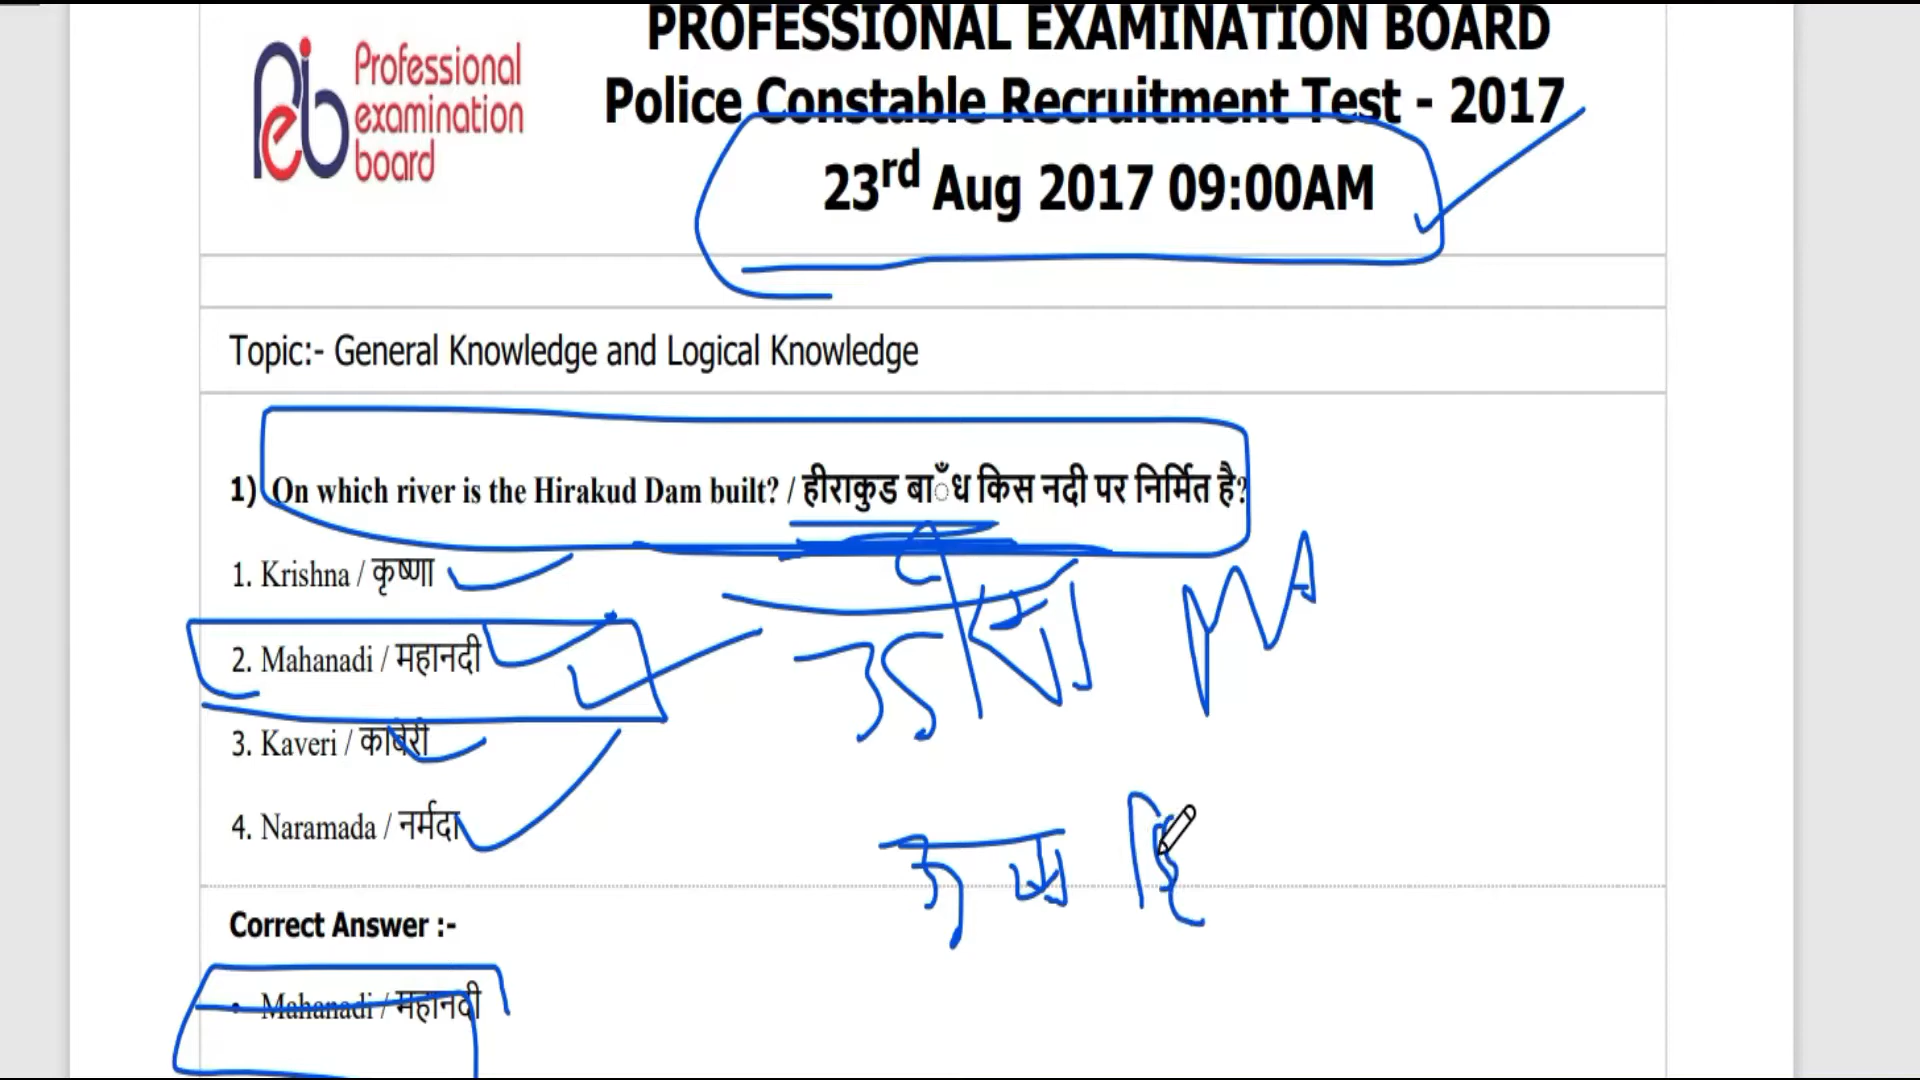 PROFESSIONAL EXAMINATION BOARD
Professional
examination
board
Police Constable Recruitment Test - 2017
23rd Aug 2017 09:00AM
Topic:- General Knowledge and Logical Knowledge
1) On which river is the Hirakud Dam built? / हीराकुड बाँध किस नदी पर निर्मित है?
1. Krishna / कृष्णा
2. Mahanadi / महानदी
3. Kaveri / कावेरी
4. Naramada / नर्मदा
Correct Answer :-
• Mahanadi / महानदी